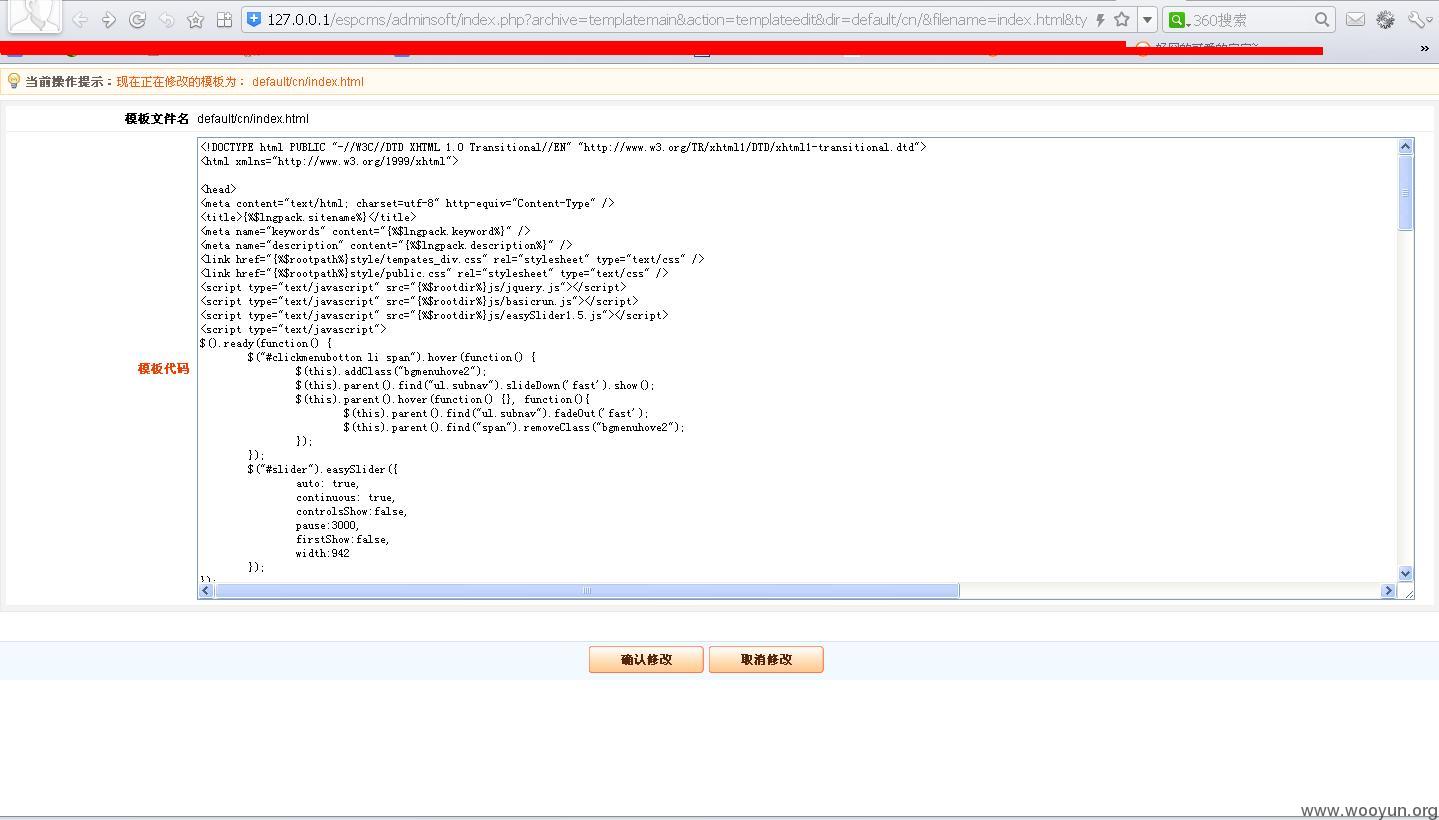 127.0.0.1/espcms/adminsoft/index.php?archive=templatemain&action=templateedit&dir=default/cn/&filename=index.html&ty
360搜索
»
当前操作提示：现在正在修改的模板为： default/cn/index.html
模板文件名 default/cn/index.html
模板代码
<!DOCTYPE html PUBLIC "-//W3C//DTD XHTML 1.0 Transitional//EN" "http://www.w3.org/TR/xhtml1/DTD/xhtml1-transitional.dtd">
<html xmlns="http://www.w3.org/1999/xhtml">
<head>
<meta content="text/html; charset=utf-8" http-equiv="Content-Type" />
<title>{%$lngpack.sitename%}</title>
<meta name="keywords" content="{%$lngpack.keyword%}" />
<meta name="description" content="{%$lngpack.description%}" />
<link href="{%$rootpath%}style/tempates_div.css" rel="stylesheet" type="text/css" />
<link href="{%$rootpath%}style/public.css" rel="stylesheet" type="text/css" />
<script type="text/javascript" src="{%$rootdir%}js/jquery.js"></script>
<script type="text/javascript" src="{%$rootdir%}js/basicrun.js"></script>
<script type="text/javascript" src="{%$rootdir%}js/easySlider1.5.js"></script>
<script type="text/javascript">
$().ready(function() {
$("#clickmenubotton li span").hover(function() {
$(this).addClass("bgmenuhove2");
$(this).parent().find("ul.subnav").slideDown('fast').show();
$(this).parent().hover(function() {}, function(){
$(this).parent().find("ul.subnav").fadeOut('fast');
$(this).parent().find("span").removeClass("bgmenuhove2");
});
});
$("#slider").easySlider({
auto: true,
continuous: true,
controlsShow:false,
pause:3000,
firstShow:false,
width:942
});
});
确认修改 取消修改
www.wooyun.org